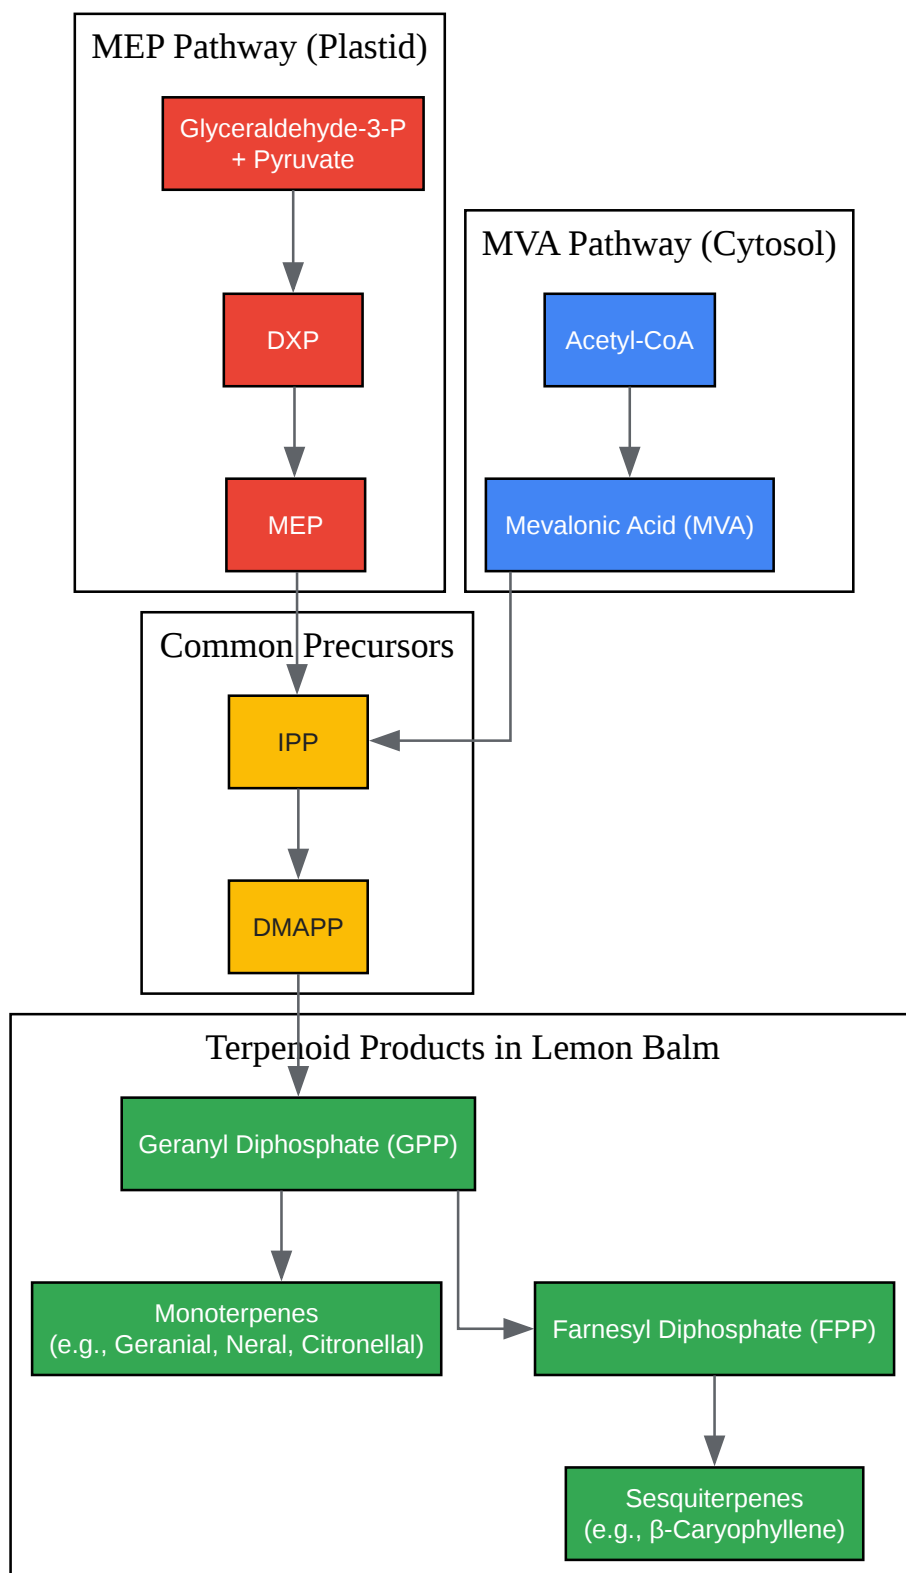 MEP Pathway (Plastid)
Glyceraldehyde-3-P
+ Pyruvate
DXP
MEP
MVA Pathway (Cytosol)
Acetyl-CoA
Mevalonic Acid (MVA)
Common Precursors
IPP
DMAPP
Terpenoid Products in Lemon Balm
Geranyl Diphosphate (GPP)
Monoterpenes
(e.g., Geranial, Neral, Citronellal)
Farnesyl Diphosphate (FPP)
Sesquiterpenes
(e.g., β-Caryophyllene)